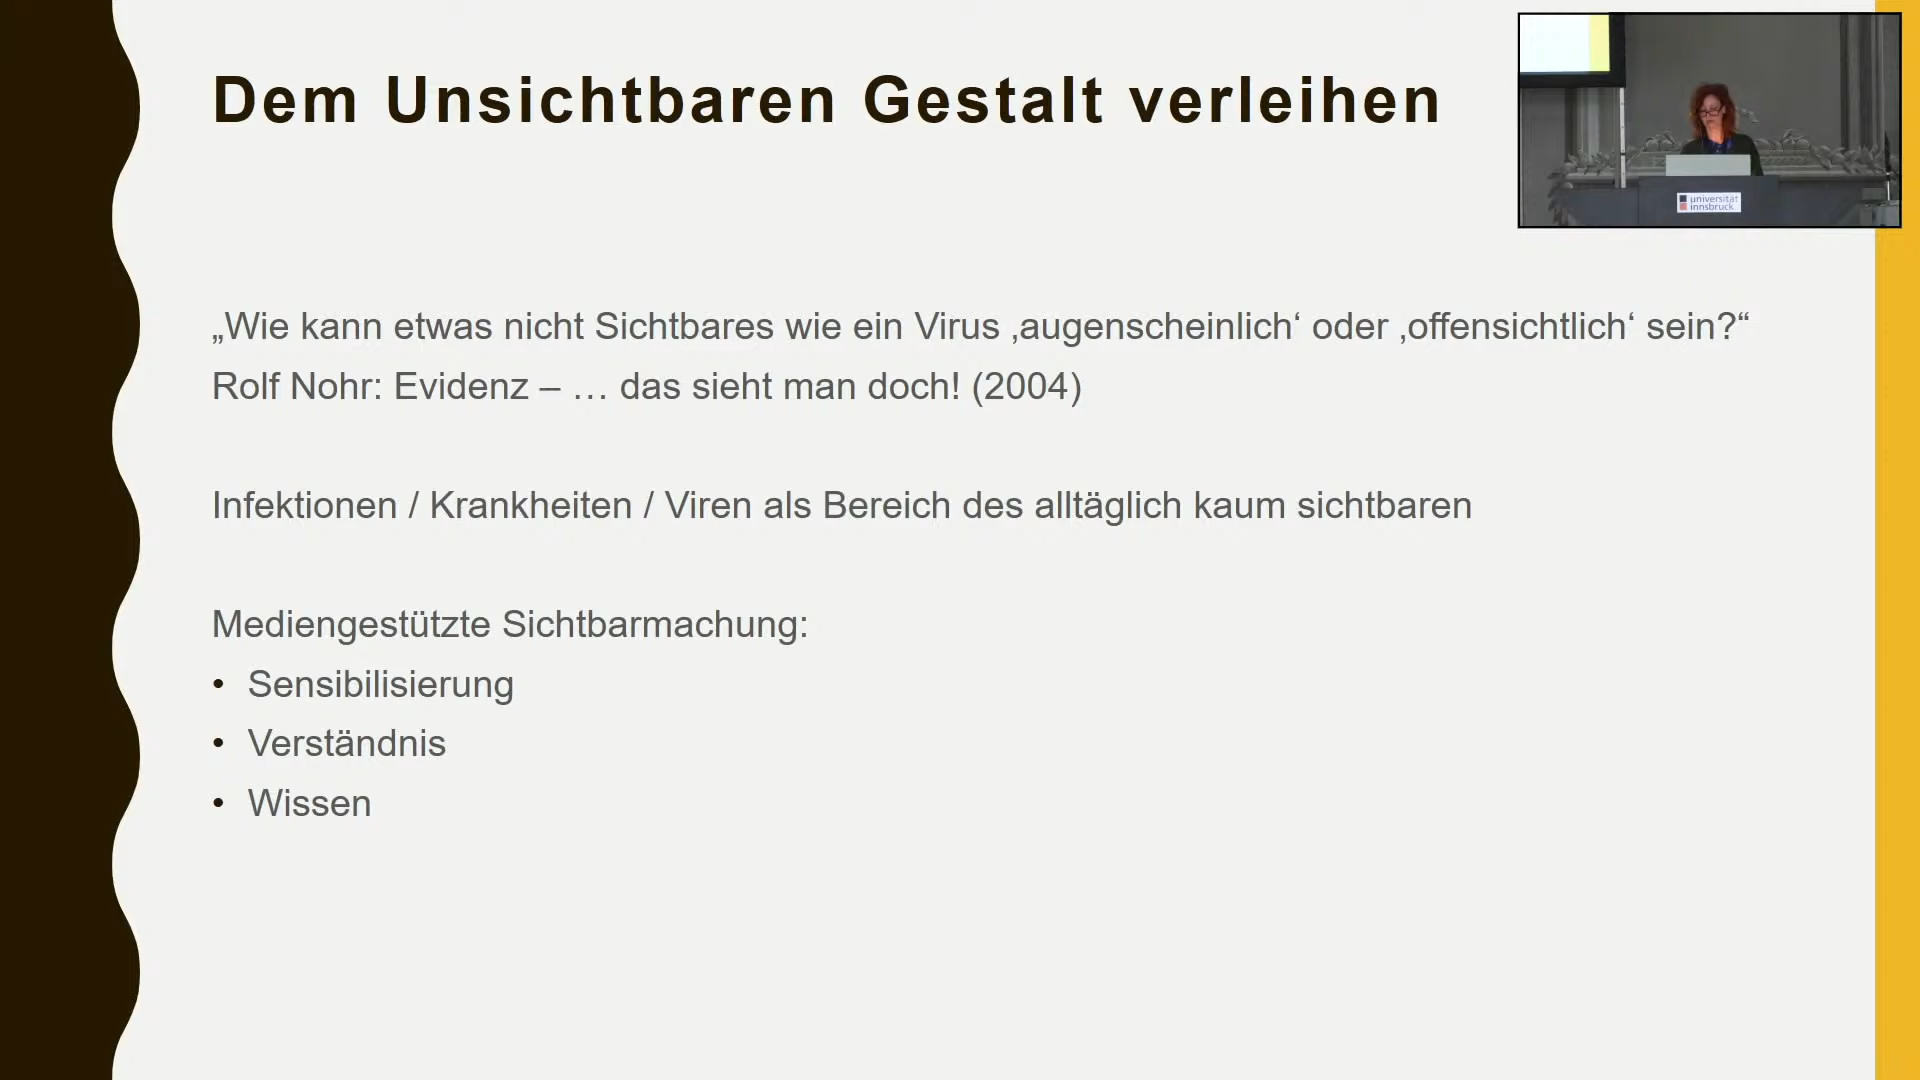 Dem Unsichtbaren Gestalt verleihen
universität
innsbruck
„Wie kann etwas nicht Sichtbares wie ein Virus ‚augenscheinlich‘ oder ‚offensichtlich‘ sein?“
Rolf Nohr: Evidenz – … das sieht man doch! (2004)
Infektionen / Krankheiten / Viren als Bereich des alltäglich kaum sichtbaren
Mediengestützte Sichtbarmachung:
• Sensibilisierung
• Verständnis
• Wissen